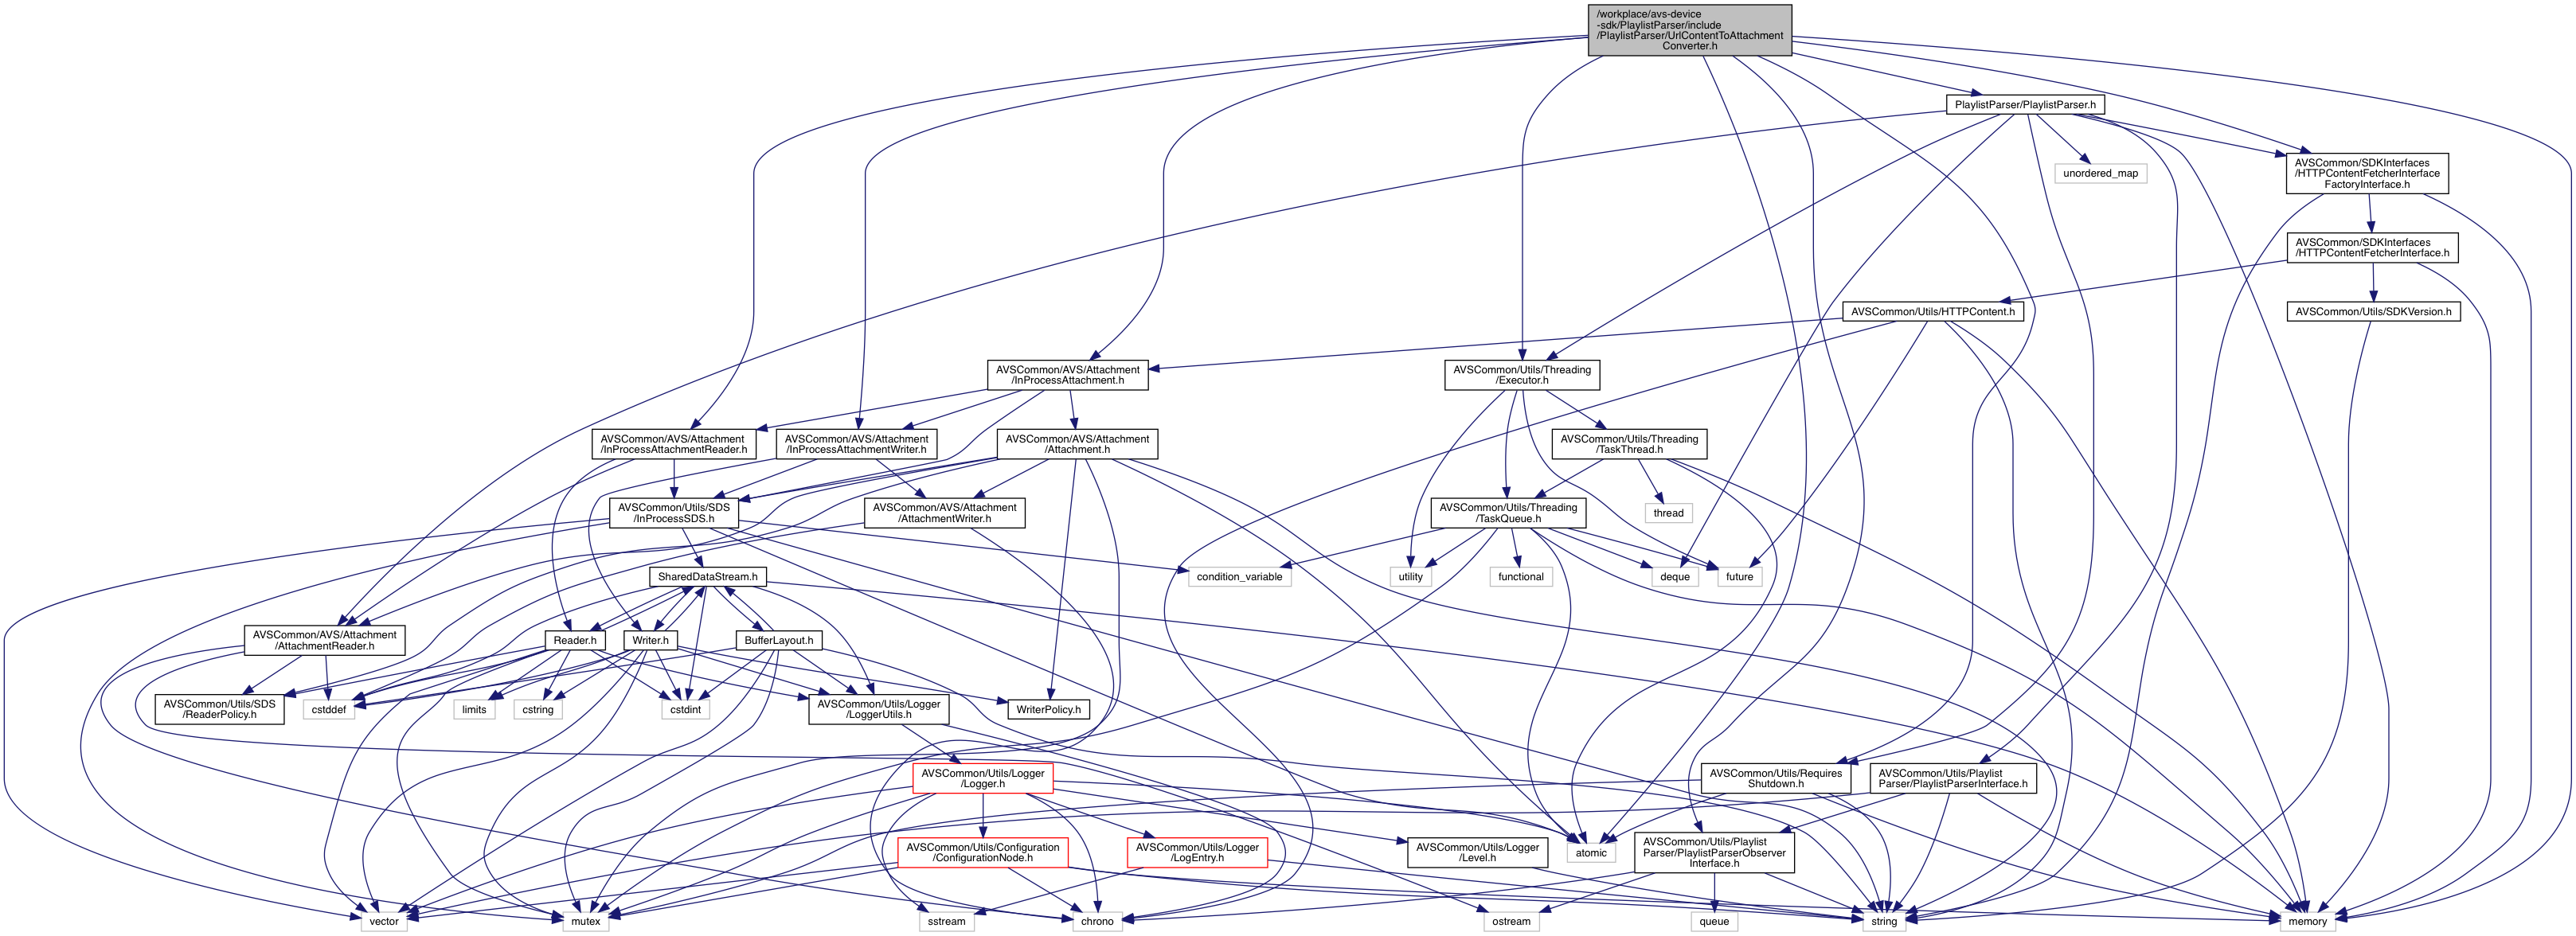 /workplace/avs-device
-sdk/PlaylistParser/include
/PlaylistParser/UrlContentToAttachment
Converter.h
PlaylistParser/PlaylistParser.h
unordered_map
AVSCommon/SDKInterfaces
/HTTPContentFetcherInterface
FactoryInterface.h
AVSCommon/SDKInterfaces
/HTTPContentFetcherInterface.h
AVSCommon/Utils/HTTPContent.h
AVSCommon/Utils/SDKVersion.h
AVSCommon/AVS/Attachment
/InProcessAttachment.h
AVSCommon/Utils/Threading
/Executor.h
AVSCommon/AVS/Attachment
/InProcessAttachmentReader.h
AVSCommon/AVS/Attachment
/InProcessAttachmentWriter.h
AVSCommon/AVS/Attachment
/Attachment.h
AVSCommon/Utils/Threading
/TaskThread.h
AVSCommon/Utils/SDS
/InProcessSDS.h
AVSCommon/AVS/Attachment
/AttachmentWriter.h
AVSCommon/Utils/Threading
/TaskQueue.h
thread
SharedDataStream.h
condition_variable
utility
functional
deque
future
AVSCommon/AVS/Attachment
/AttachmentReader.h
Reader.h
Writer.h
BufferLayout.h
AVSCommon/Utils/SDS
/ReaderPolicy.h
cstddef
limits
cstring
cstdint
AVSCommon/Utils/Logger
/LoggerUtils.h
WriterPolicy.h
AVSCommon/Utils/Logger
/Logger.h
AVSCommon/Utils/Requires
Shutdown.h
AVSCommon/Utils/Playlist
Parser/PlaylistParserInterface.h
AVSCommon/Utils/Configuration
/ConfigurationNode.h
AVSCommon/Utils/Logger
/LogEntry.h
AVSCommon/Utils/Logger
/Level.h
atomic
AVSCommon/Utils/Playlist
Parser/PlaylistParserObserver
Interface.h
vector
mutex
sstream
chrono
ostream
queue
string
memory